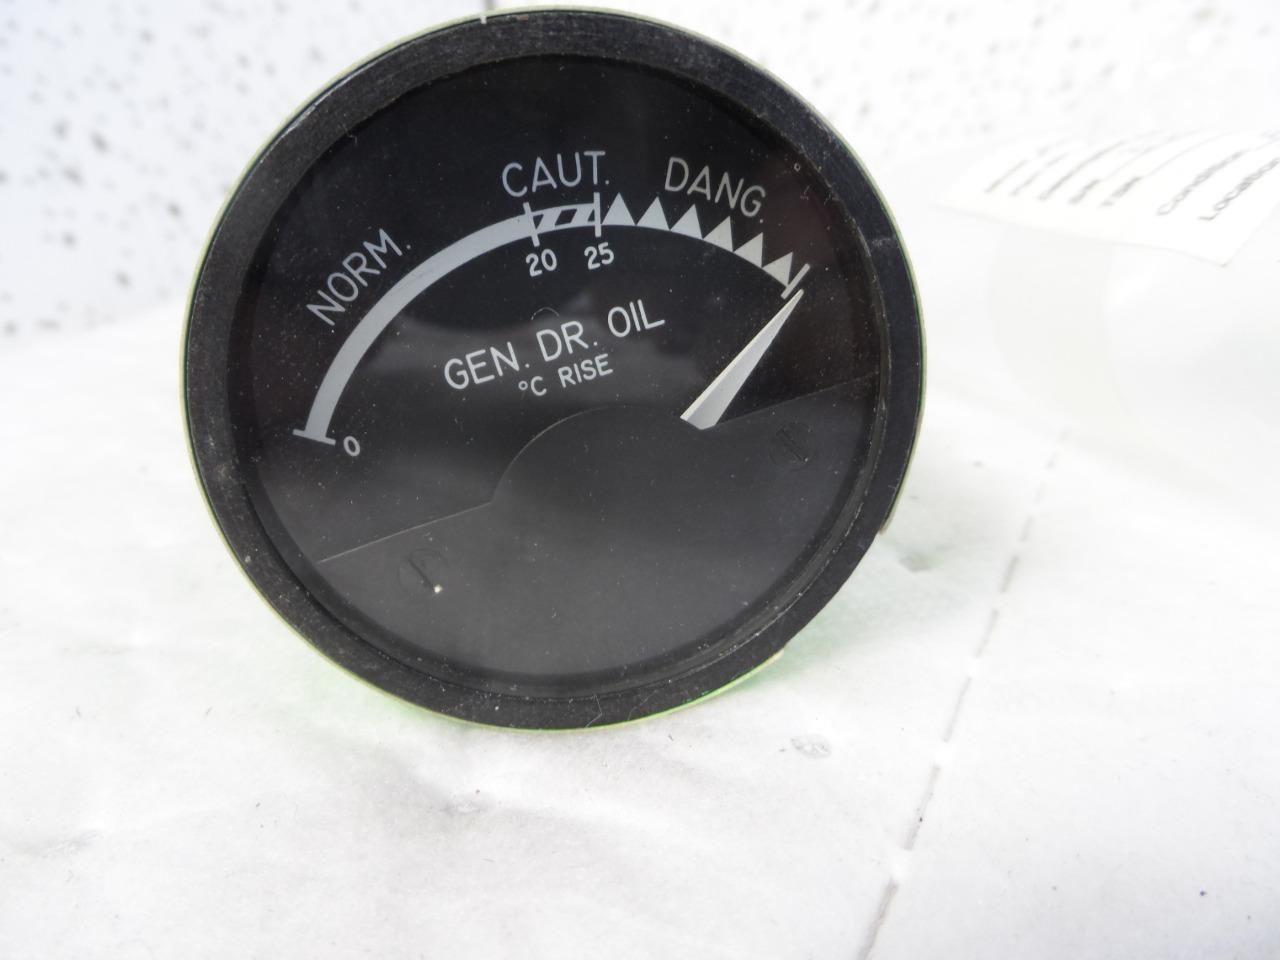 NORM.
CAUT.
DANG.
20
25
0
GEN. DR. OIL
°C RISE